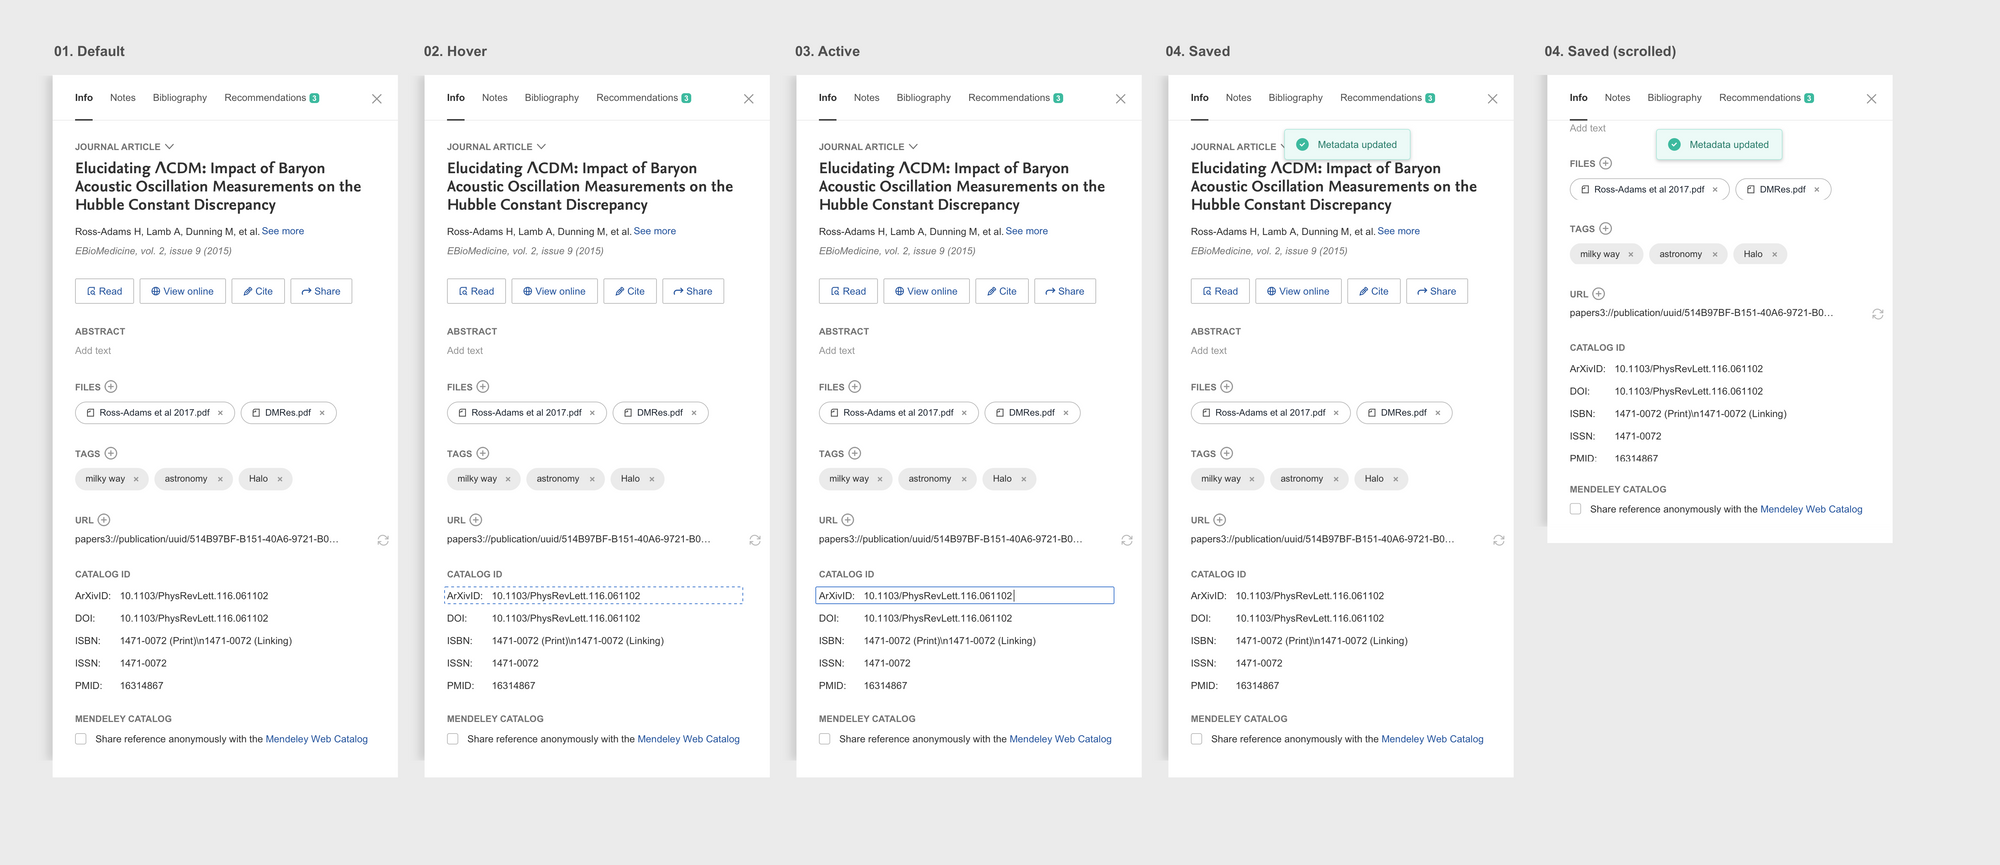 01. Default
Info Notes Bibliography Recommendations 3
JOURNAL ARTICLE
Elucidating ΛCDM: Impact of Baryon
Acoustic Oscillation Measurements on the
Hubble Constant Discrepancy
Ross-Adams H, Lamb A, Dunning M, et al. See more
EBioMedicine, vol. 2, issue 9 (2015)
Read View online Cite Share
ABSTRACT
Add text
FILES
Ross-Adams et al 2017.pdf × DMRes.pdf ×
TAGS
milky way × astronomy × Halo ×
URL
papers3://publication/uuid/514B97BF-B151-40A6-9721-B0…
CATALOG ID
ArXivID: 10.1103/PhysRevLett.116.061102
DOI: 10.1103/PhysRevLett.116.061102
ISBN: 1471-0072 (Print)\n1471-0072 (Linking)
ISSN: 1471-0072
PMID: 16314867
MENDELEY CATALOG
Share reference anonymously with the Mendeley Web Catalog
02. Hover
Info Notes Bibliography Recommendations 3
JOURNAL ARTICLE
Elucidating ΛCDM: Impact of Baryon
Acoustic Oscillation Measurements on the
Hubble Constant Discrepancy
Ross-Adams H, Lamb A, Dunning M, et al. See more
EBioMedicine, vol. 2, issue 9 (2015)
Read View online Cite Share
ABSTRACT
Add text
FILES
Ross-Adams et al 2017.pdf × DMRes.pdf ×
TAGS
milky way × astronomy × Halo ×
URL
papers3://publication/uuid/514B97BF-B151-40A6-9721-B0…
CATALOG ID
ArXivID: 10.1103/PhysRevLett.116.061102
DOI: 10.1103/PhysRevLett.116.061102
ISBN: 1471-0072 (Print)\n1471-0072 (Linking)
ISSN: 1471-0072
PMID: 16314867
MENDELEY CATALOG
Share reference anonymously with the Mendeley Web Catalog
03. Active
Info Notes Bibliography Recommendations 3
JOURNAL ARTICLE
Elucidating ΛCDM: Impact of Baryon
Acoustic Oscillation Measurements on the
Hubble Constant Discrepancy
Ross-Adams H, Lamb A, Dunning M, et al. See more
EBioMedicine, vol. 2, issue 9 (2015)
Read View online Cite Share
ABSTRACT
Add text
FILES
Ross-Adams et al 2017.pdf × DMRes.pdf ×
TAGS
milky way × astronomy × Halo ×
URL
papers3://publication/uuid/514B97BF-B151-40A6-9721-B0…
CATALOG ID
ArXivID: 10.1103/PhysRevLett.116.061102
DOI: 10.1103/PhysRevLett.116.061102
ISBN: 1471-0072 (Print)\n1471-0072 (Linking)
ISSN: 1471-0072
PMID: 16314867
MENDELEY CATALOG
Share reference anonymously with the Mendeley Web Catalog
04. Saved
Info Notes Bibliography Recommendations 3
Metadata updated
JOURNAL ARTICLE
Elucidating ΛCDM: Impact of Baryon
Acoustic Oscillation Measurements on the
Hubble Constant Discrepancy
Ross-Adams H, Lamb A, Dunning M, et al. See more
EBioMedicine, vol. 2, issue 9 (2015)
Read View online Cite Share
ABSTRACT
Add text
FILES
Ross-Adams et al 2017.pdf × DMRes.pdf ×
TAGS
milky way × astronomy × Halo ×
URL
papers3://publication/uuid/514B97BF-B151-40A6-9721-B0…
CATALOG ID
ArXivID: 10.1103/PhysRevLett.116.061102
DOI: 10.1103/PhysRevLett.116.061102
ISBN: 1471-0072 (Print)\n1471-0072 (Linking)
ISSN: 1471-0072
PMID: 16314867
MENDELEY CATALOG
Share reference anonymously with the Mendeley Web Catalog
04. Saved (scrolled)
Info Notes Bibliography Recommendations 3
Add text
Metadata updated
FILES
Ross-Adams et al 2017.pdf × DMRes.pdf ×
TAGS
milky way × astronomy × Halo ×
URL
papers3://publication/uuid/514B97BF-B151-40A6-9721-B0…
CATALOG ID
ArXivID: 10.1103/PhysRevLett.116.061102
DOI: 10.1103/PhysRevLett.116.061102
ISBN: 1471-0072 (Print)\n1471-0072 (Linking)
ISSN: 1471-0072
PMID: 16314867
MENDELEY CATALOG
Share reference anonymously with the Mendeley Web Catalog